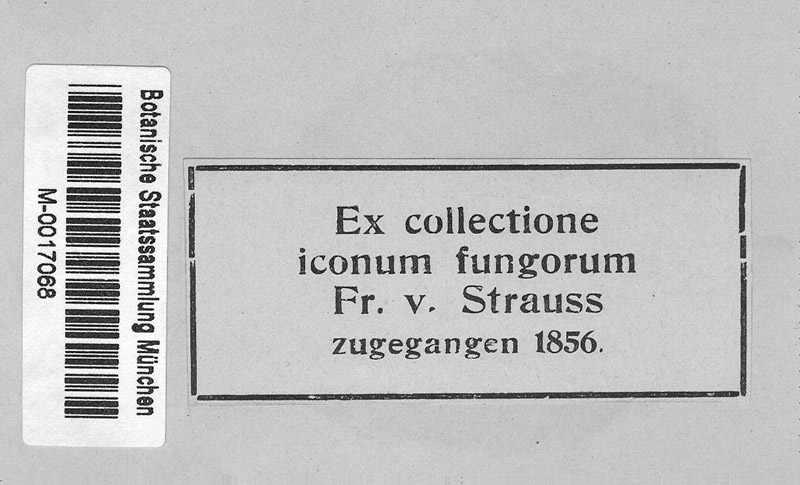 Botanische Staatssammlung München
M-0017068
Ex collectione
iconum fungorum
Fr. v. Strauss
zugegangen 1856.